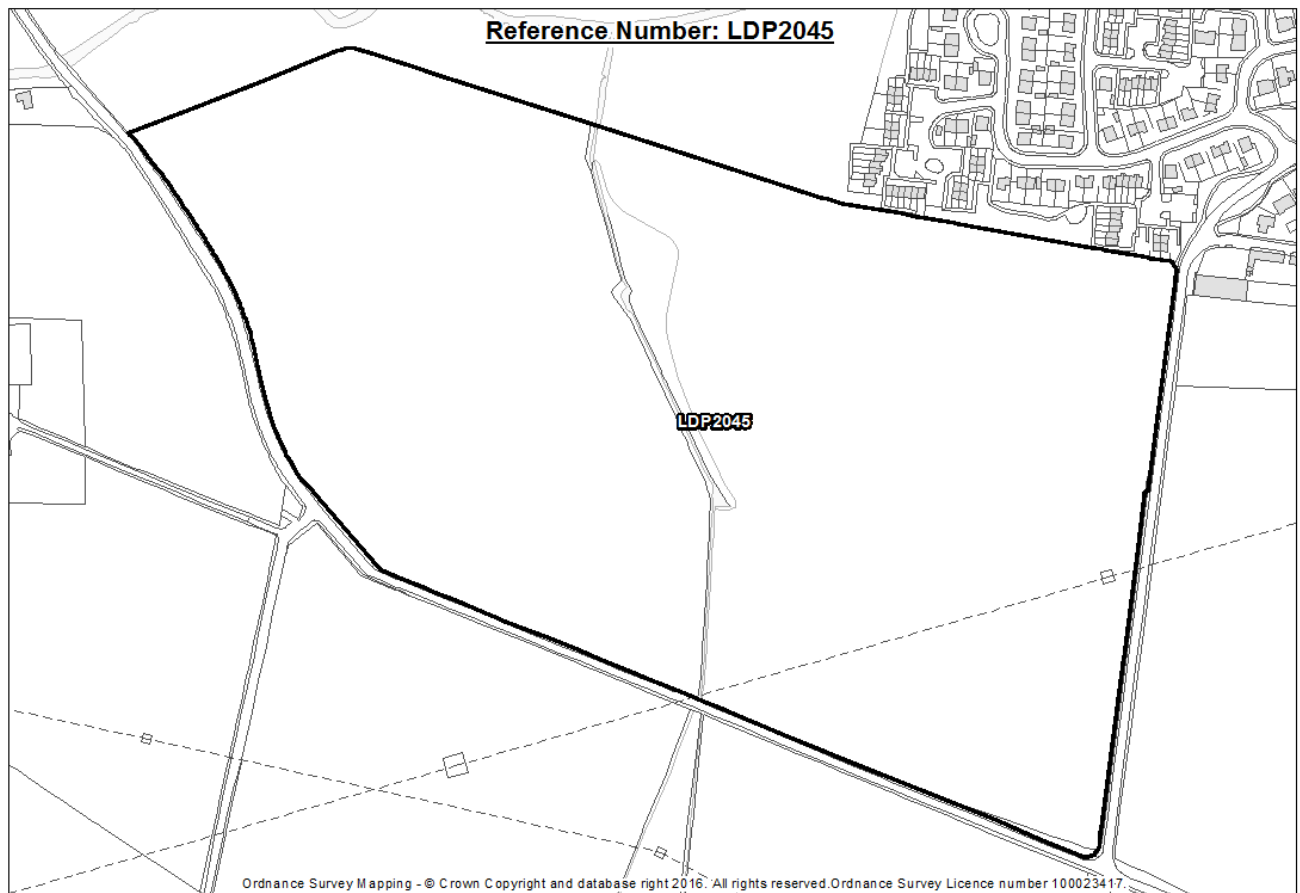 Reference Number: LDP2045
LDP2045
Ordnance Survey Mapping - © Crown Copyright and database right 2016. All rights reserved.Ordnance Survey Licence number 100023417.